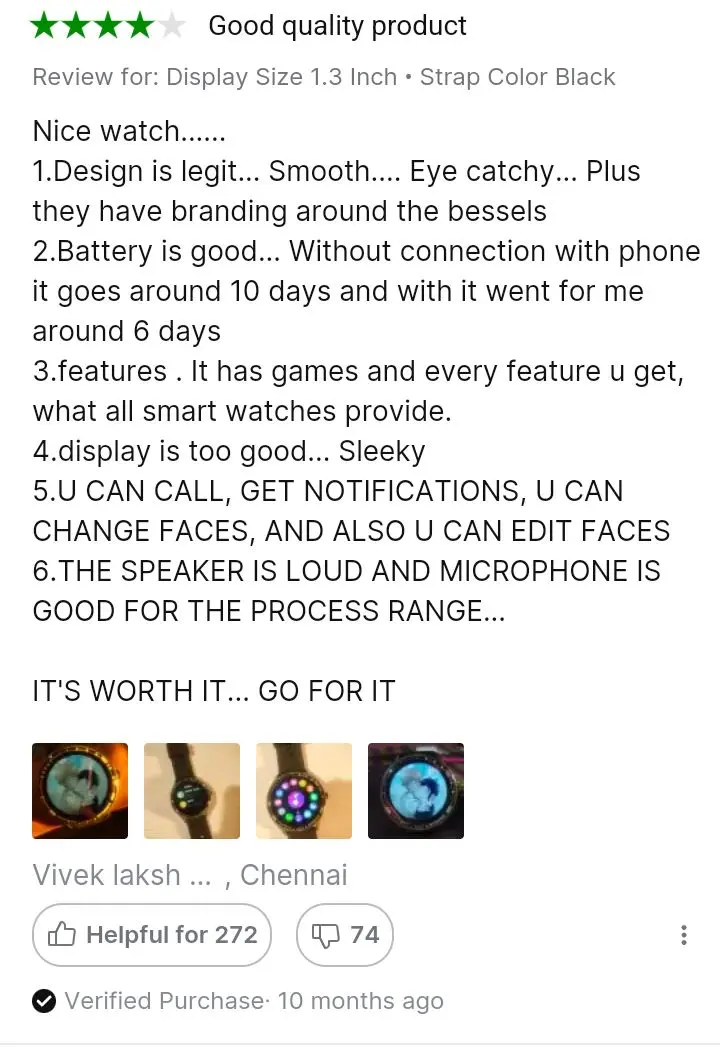 Good quality product
Review for: Display Size 1.3 Inch • Strap Color Black
Nice watch......
1.Design is legit... Smooth.... Eye catchy... Plus
they have branding around the bessels
2.Battery is good... Without connection with phone
it goes around 10 days and with it went for me
around 6 days
3.features . It has games and every feature u get,
what all smart watches provide.
4.display is too good... Sleeky
5.U CAN CALL, GET NOTIFICATIONS, U CAN
CHANGE FACES, AND ALSO U CAN EDIT FACES
6.THE SPEAKER IS LOUD AND MICROPHONE IS
GOOD FOR THE PROCESS RANGE...
IT'S WORTH IT... GO FOR IT
Vivek laksh ... , Chennai
Helpful for 272
74
Verified Purchase· 10 months ago